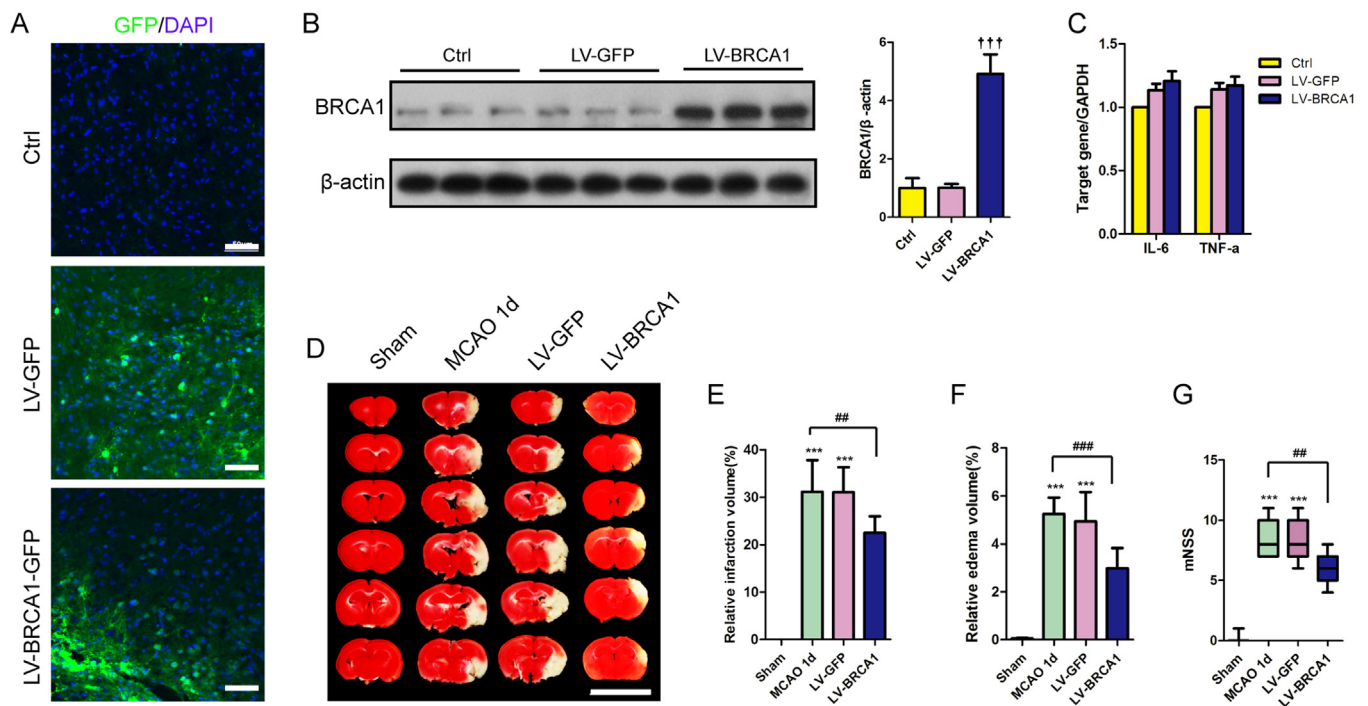 A
GFP/DAPI
Ctrl
50μm
LV-GFP
LV-BRCA1-GFP
B
Ctrl
LV-GFP
LV-BRCA1
BRCA1
β-actin
BRCA1/β -actin
6
4
2
0
†††
Ctrl
LV-GFP
LV-BRCA1
C
Target gene/GAPDH
1.5
1.0
0.5
0.0
IL-6
TNF-a
Ctrl
LV-GFP
LV-BRCA1
D
Sham
MCAO 1d
LV-GFP
LV-BRCA1
E
Relative infarction volume(%)
40
30
20
10
0
##
***
***
Sham
MCAO 1d
LV-GFP
LV-BRCA1
F
Relative edema volume(%)
8
6
4
2
0
###
***
***
Sham
MCAO 1d
LV-GFP
LV-BRCA1
G
mNSS
15
10
5
0
##
***
***
Sham
MCAO 1d
LV-GFP
LV-BRCA1